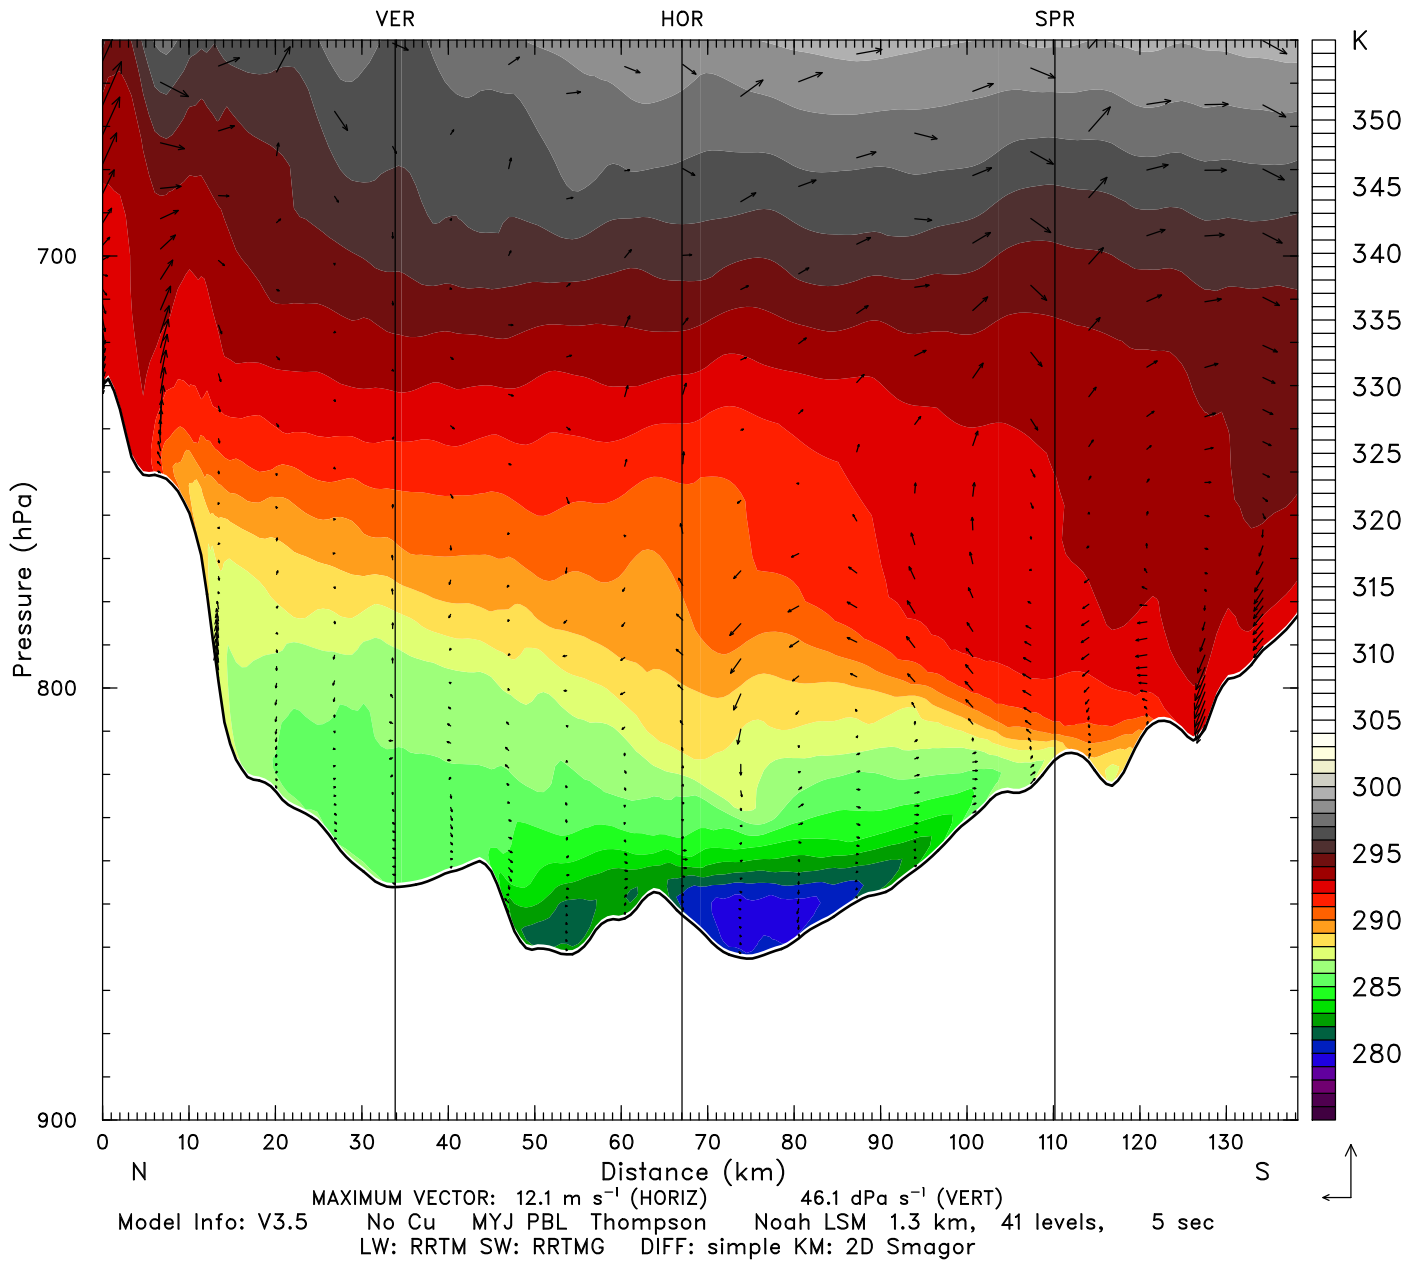 VER HOR SPR
K
350
345
340
335
330
325
320
315
310
305
300
295
290
285
280
Pressure (hPa)
700
800
900
0 10 20 30 40 50 60 70 80 90 100 110 120 130
N Distance (km) S
MAXIMUM VECTOR: 12.1 m s⁻¹ (HORIZ) 46.1 dPa s⁻¹ (VERT)
Model Info: V3.5 No Cu MYJ PBL Thompson Noah LSM 1.3 km, 41 levels, 5 sec
LW: RRTM SW: RRTMG DIFF: simple KM: 2D Smagor